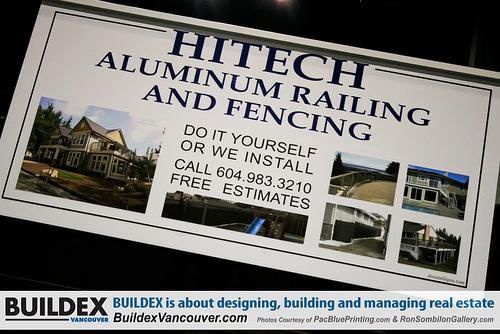 HITECH
ALUMINUM RAILING
AND FENCING
DO IT YOURSELF
OR WE INSTALL
CALL 604.983.3210
FREE ESTIMATES
BUILDEX
VANCOUVER
BUILDEX is about designing, building and managing real estate
BuildexVancouver.com
Photos Courtesy of PacBluePrinting.com & RonSombilonGallery.com